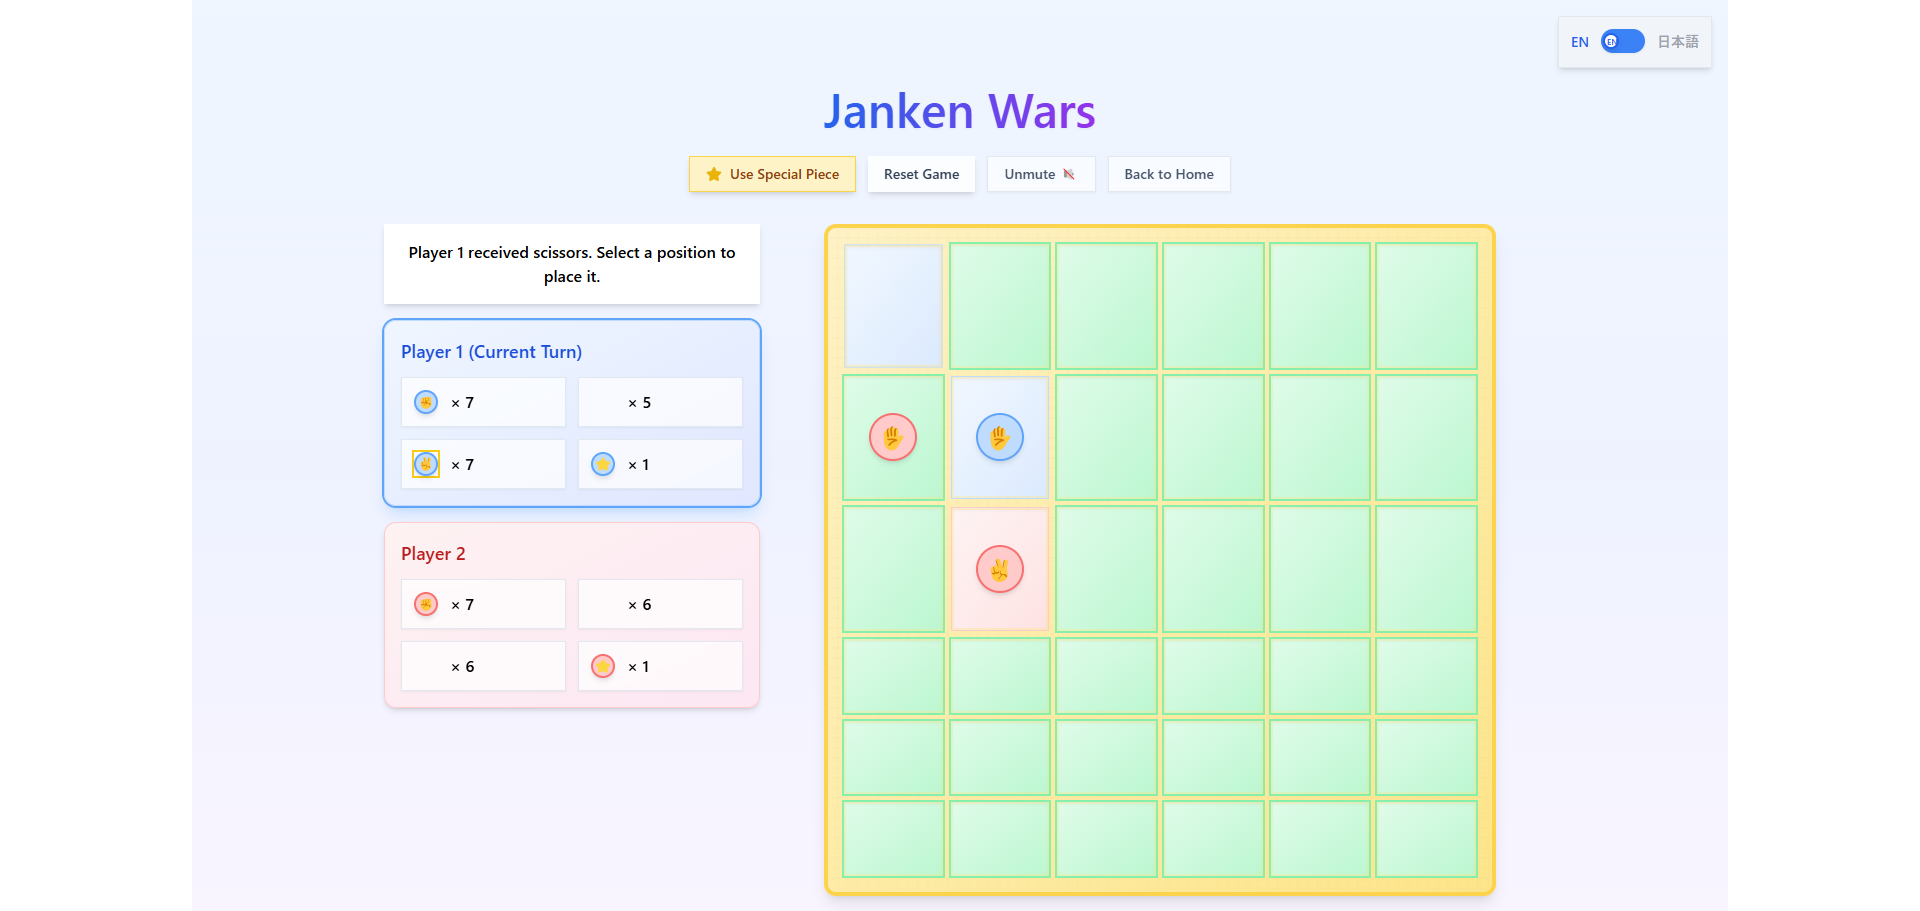 EN
EN
日本語
Janken Wars
Use Special Piece
Reset Game
Unmute
Back to Home
Player 1 received scissors. Select a position to
place it.
Player 1 (Current Turn)
× 7
× 5
× 7
× 1
Player 2
× 7
× 6
× 6
× 1